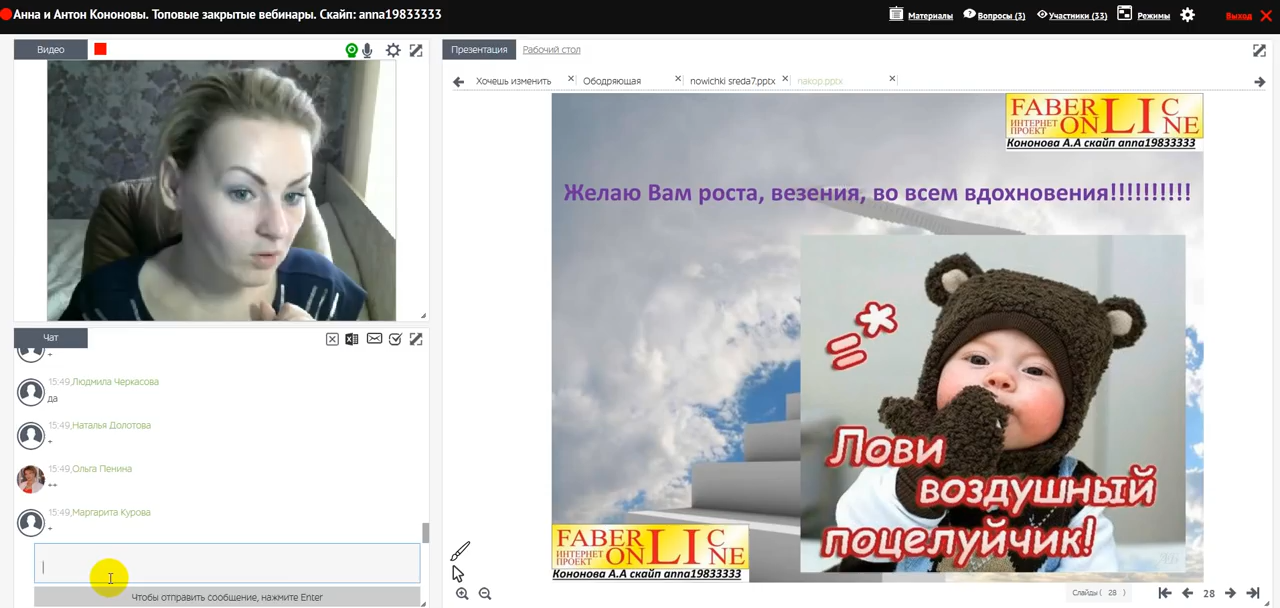 Анна и Антон Кононовы. Топовые закрытые вебинары. Скайп: anna19833333
Материалы
Вопросы (3)
Участники (33)
Режимы
Выход
Видео
Презентация
Рабочий стол
Хочешь изменить
Ободряющая
nowichki sreda7.pptx
nakop.pptx
FABERLIC
ИНТЕРНЕТ ПРОЕКТ ONLINE
Кононова А.А скайп anna19833333
Желаю Вам роста, везения, во всем вдохновения!!!!!!!!!!
=*
Лови
воздушный
поцелуйчик!
FABERLIC
ИНТЕРНЕТ ПРОЕКТ ONLINE
Кононова А.А скайп anna19833333
Чат
+
15:49, Людмила Черкасова
да
15:49, Наталья Долотова
+
15:49, Ольга Пенина
++
15:49, Маргарита Курова
+
Чтобы отправить сообщение, нажмите Enter
Слайды ( 28 )
28